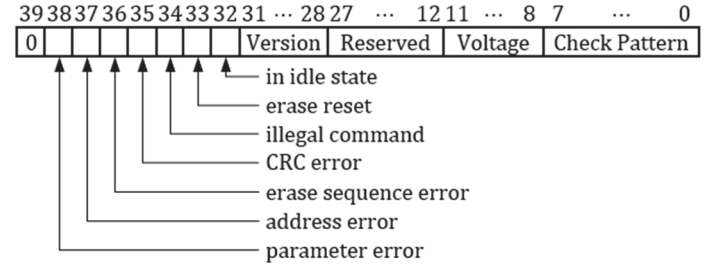 39 38 37 36 35 34 33 32 31 ··· 28 27 ··· 12 11 ··· 8 7 ··· 0
0 Version Reserved Voltage Check Pattern
in idle state
erase reset
illegal command
CRC error
erase sequence error
address error
parameter error